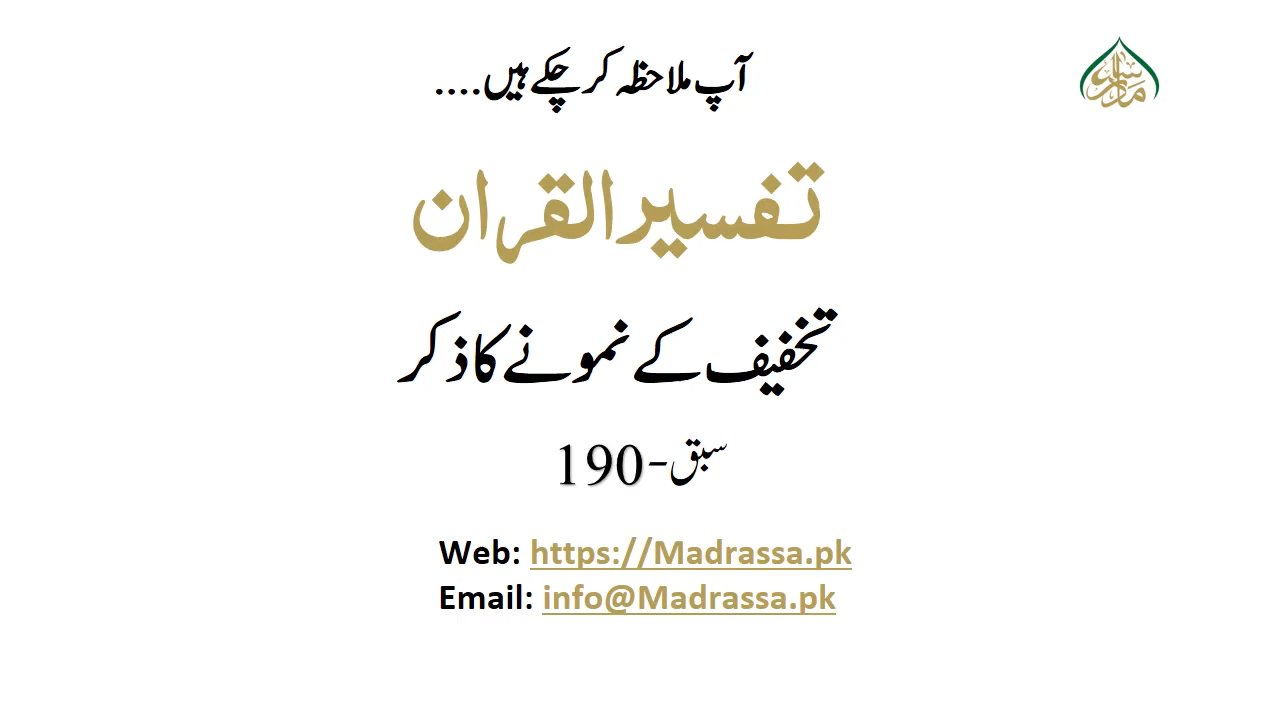 آپ ملاحظہ کر چکے ہیں....
تفسیر القران
تخفیف کے نمونے کا ذکر
سبق-190
Web: https://Madrassa.pk
Email: info@Madrassa.pk